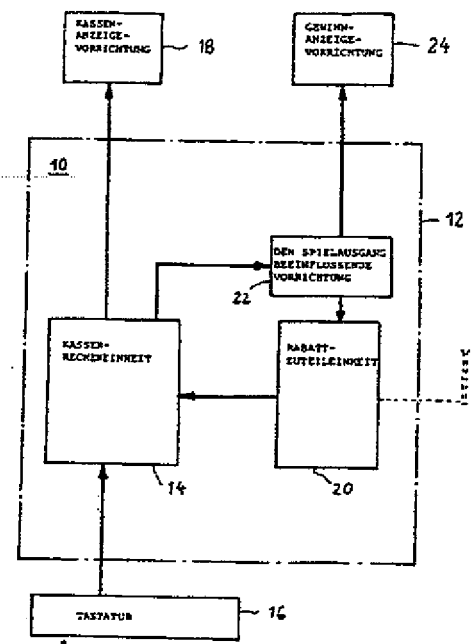 KASSEN-
ANZEIGE-
VORRICHTUNG
18
GEWINN-
ANZEIGE-
VORRICHTUNG
24
10
12
DEN SPIELAUSGANG
BEEINFLUSSENDE
VORRICHTUNG
22
KASSEN-
RECHENEINHEIT
14
RABATT-
ZUTEILEINHEIT
20
TASTATUR
16